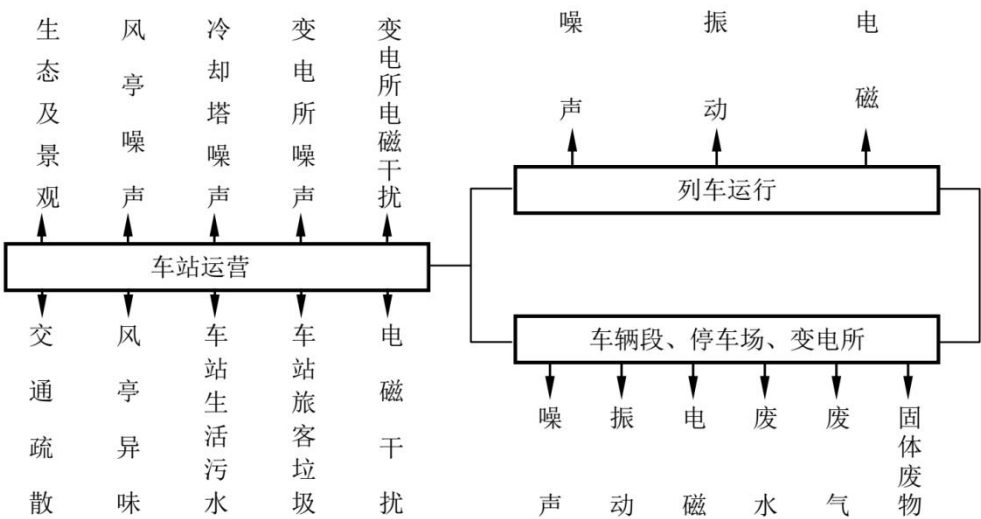 生态及景观
风亭噪声
冷却塔噪声
变电所噪声
变电所电磁干扰
车站运营
交通疏散
风亭异味
车站生活污水
车站旅客垃圾
电磁干扰
噪声
振动
电磁
列车运行
车辆段、停车场、变电所
噪声
振动
电磁
废水
废气
固体废物